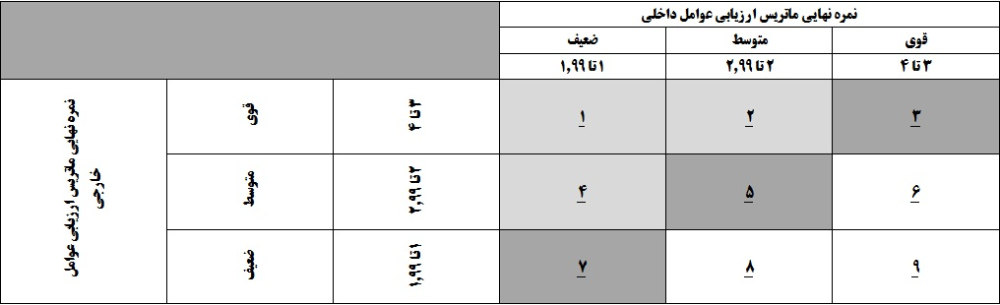 نمره نهایی ماتریس ارزیابی عوامل داخلی
قوی
متوسط
ضعیف
۳ تا ۴
۲ تا ۲,۹۹
۱ تا ۱,۹۹
نمره نهایی ماتریس ارزیابی عوامل
خارجی
قوی
۳ تا ۴
۱
۲
۳
متوسط
۲ تا ۲,۹۹
۴
۵
۶
ضعیف
۱ تا ۱,۹۹
۷
۸
۹